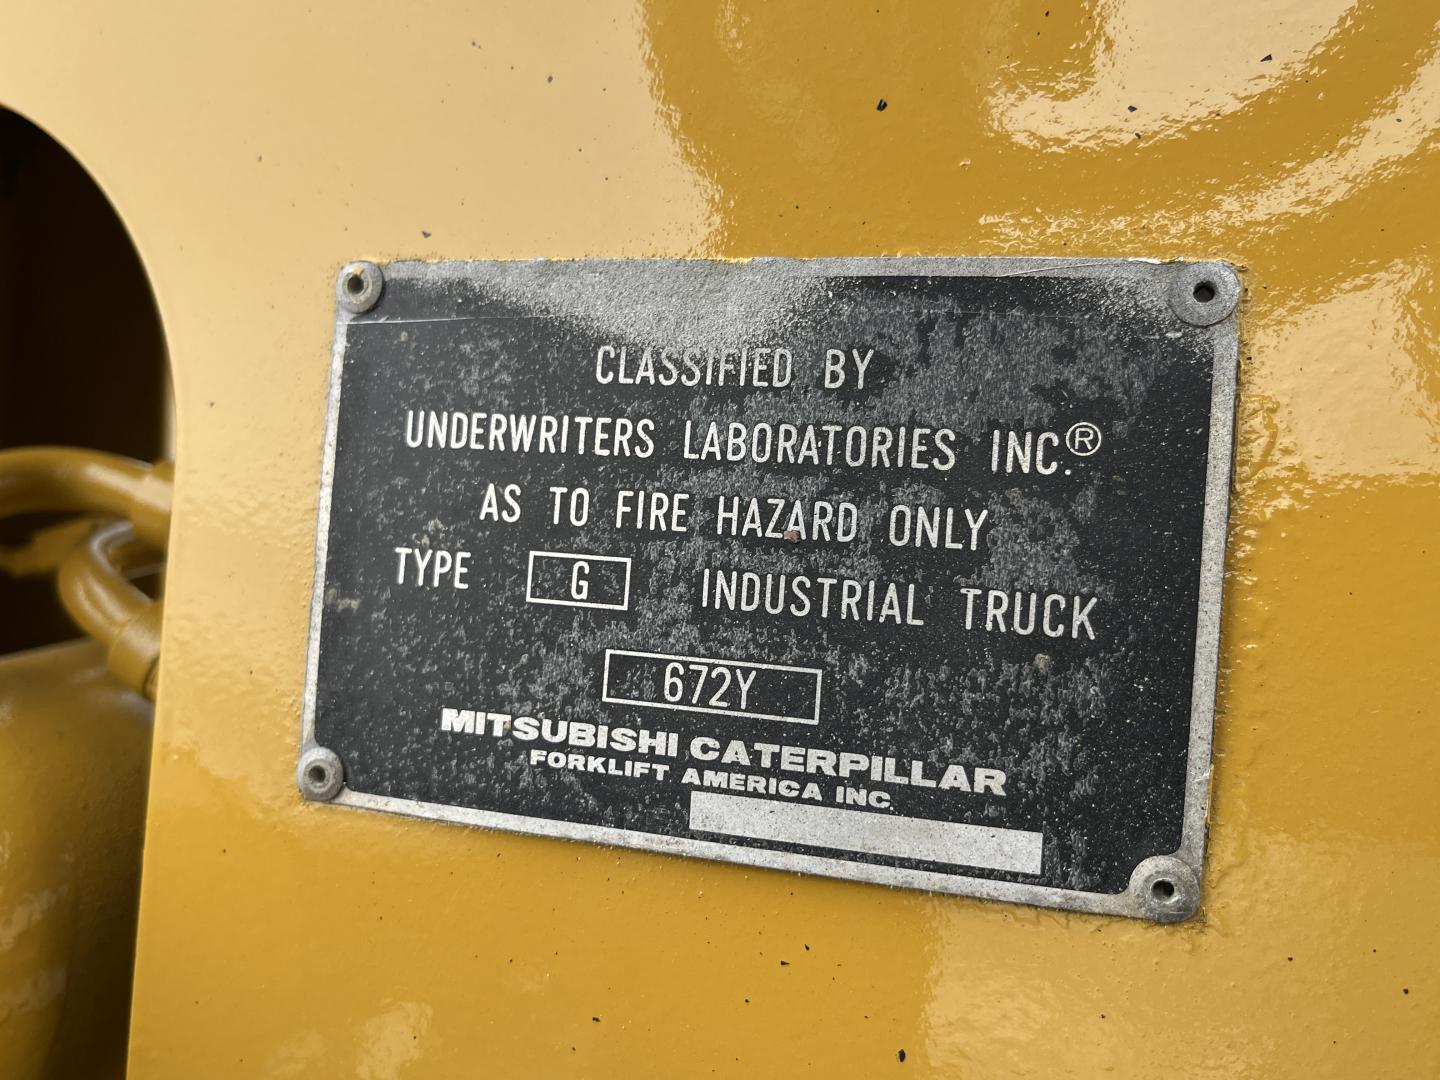 CLASSIFIED BY
UNDERWRITERS LABORATORIES INC.®
AS TO FIRE HAZARD ONLY
TYPE G INDUSTRIAL TRUCK
672Y
MITSUBISHI CATERPILLAR
FORKLIFT AMERICA INC.